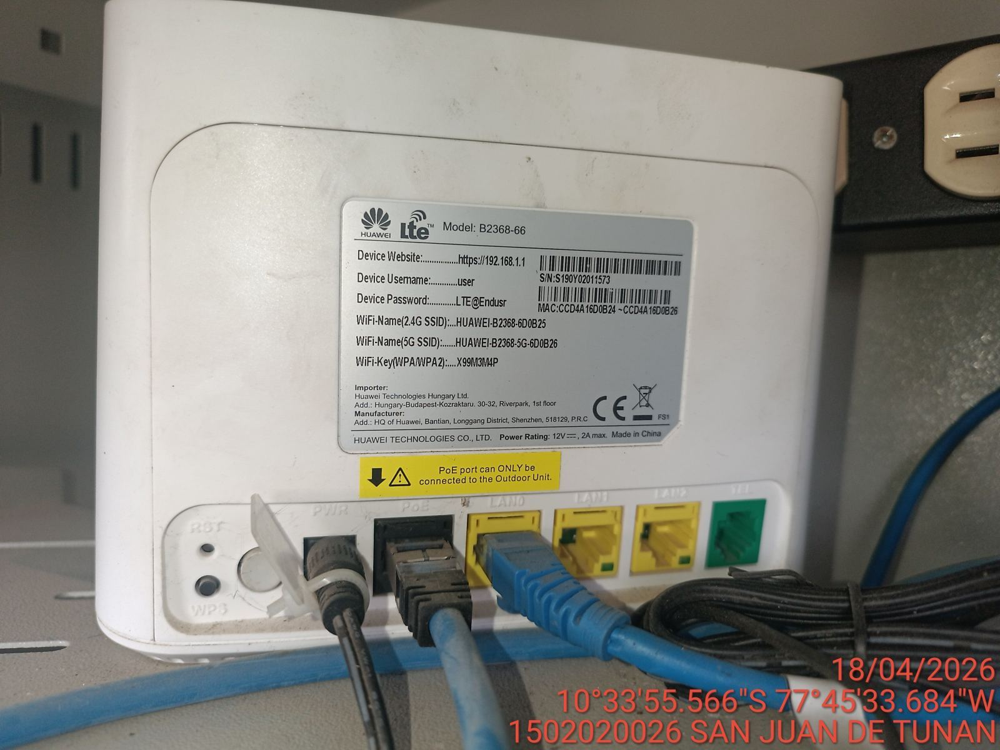 HUAWEI Lte™ Model: B2368-66
Device Website:...............https://192.168.1.1
S/N:S190Y02011573
Device Username:.............user
Device Password:............LTE@Endusr
MAC:CCD4A16D0B24 ~CCD4A16D0B26
WiFi-Name(2.4G SSID):...HUAWEI-B2368-6D0B25
WiFi-Name(5G SSID):......HUAWEI-B2368-5G-6D0B26
WiFi-Key(WPA/WPA2):....X99M3M4P
Importer:
Huawei Technologies Hungary Ltd.
Add.: Hungary-Budapest-Kozraktaru. 30-32, Riverpark, 1st floor
Manufacturer:
Add.: HQ of Huawei, Bantian, Longgang District, Shenzhen, 518129, P.R.C
CE
FS1
HUAWEI TECHNOLOGIES CO., LTD. Power Rating: 12V⎓, 2A max. Made in China
PoE port can ONLY be
connected to the Outdoor Unit.
RST PWR PoE LAN0 LAN1 LAN2 TEL
WPS
18/04/2026
10°33'55.566"S 77°45'33.684"W
1502020026 SAN JUAN DE TUNAN